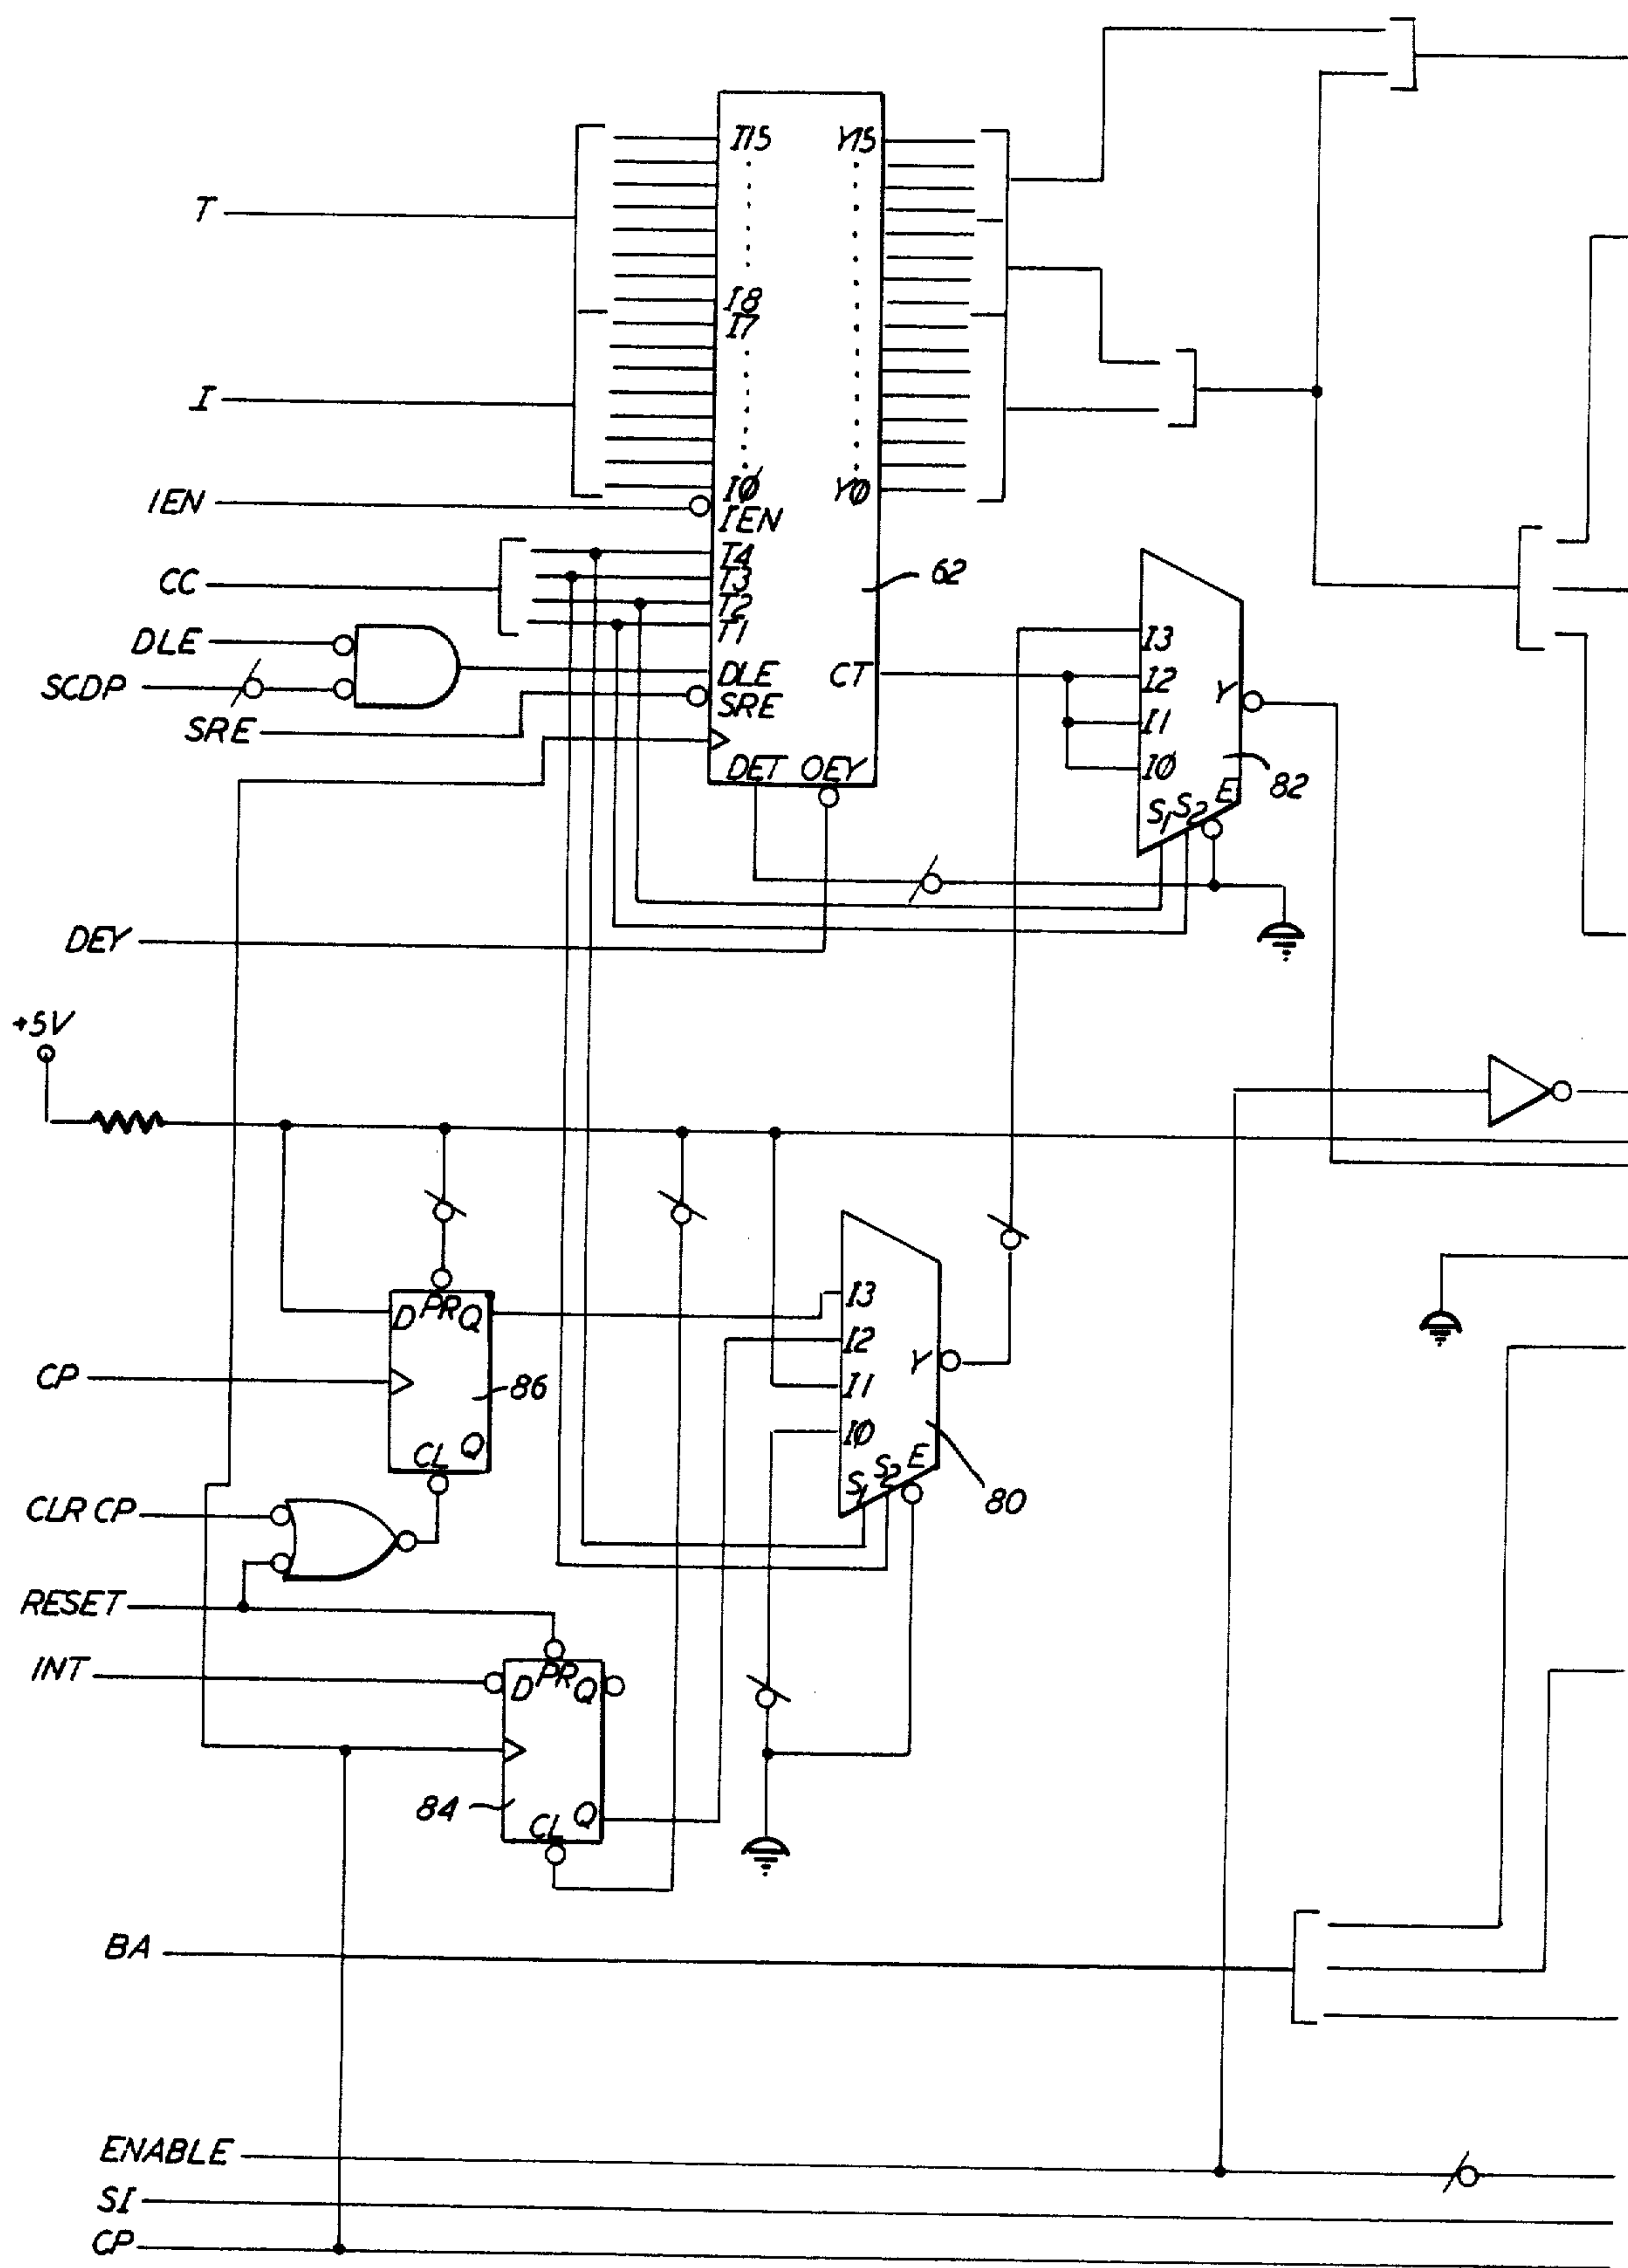 T
I
IEN
CC
DLE
SCDP
SRE
DEY
+5V
CP
CLR CP
RESET
INT
BA
ENABLE
SI
CP
I15 Y15
I8
I7
IØ YØ
IEN
T4
T3
T2
T1
DLE CT
SRE
DET OEY
62
I3
I2
I1
IØ
Y
S1 S2 E
82
D PR Q
CL Q
86
I3
I2
I1
IØ
Y
S1 S2 E
80
D PR Q
CL Q
84